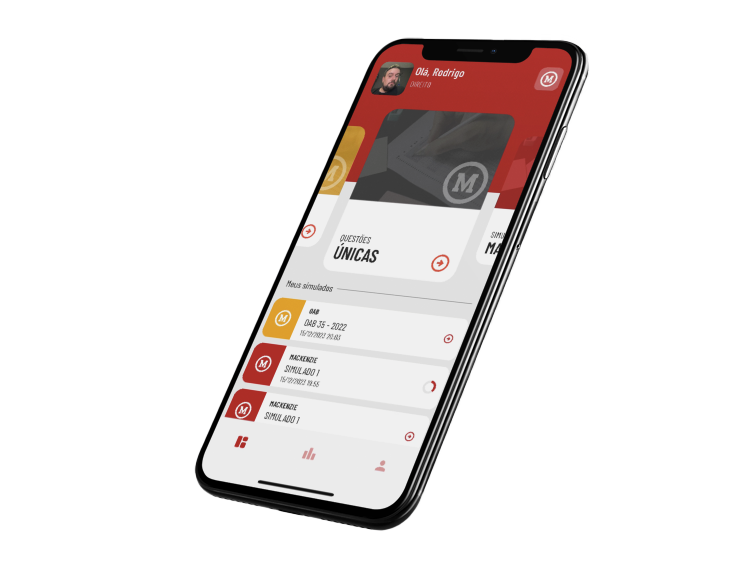 Olá, Rodrigo
DIREITO
M
M
M
QUESTÕES
ÚNICAS
SIMU
MA
Meus simulados
M
OAB
OAB 35 - 2022
15/12/2022 20:03
M
MACKENZIE
SIMULADO 1
15/12/2022 19:55
M
MACKENZIE
SIMULADO 1